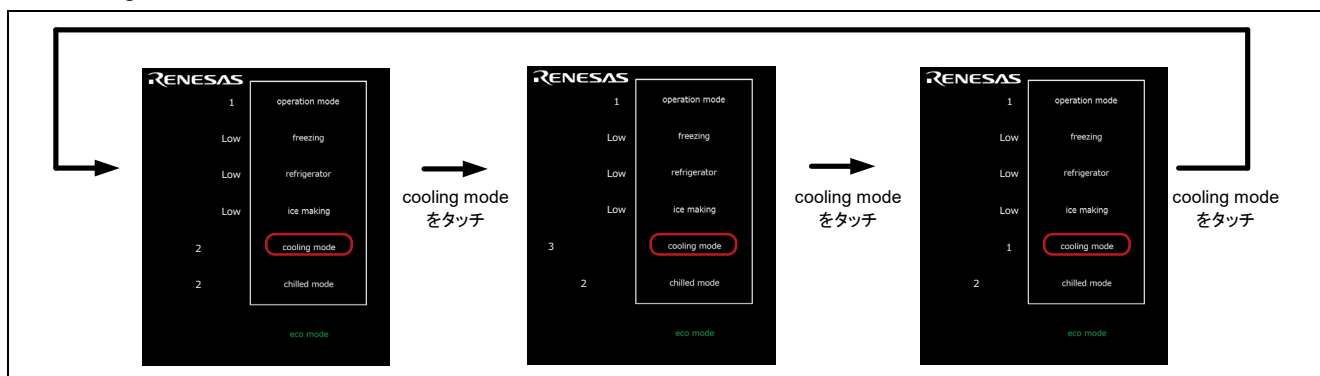 RENESAS
1 operation mode
Low freezing
Low refrigerator
Low ice making
2 cooling mode
2 chilled mode
eco mode
cooling mode
をタッチ
RENESAS
1 operation mode
Low freezing
Low refrigerator
Low ice making
3 cooling mode
2 chilled mode
eco mode
cooling mode
をタッチ
RENESAS
1 operation mode
Low freezing
Low refrigerator
Low ice making
1 cooling mode
2 chilled mode
eco mode
cooling mode
をタッチ